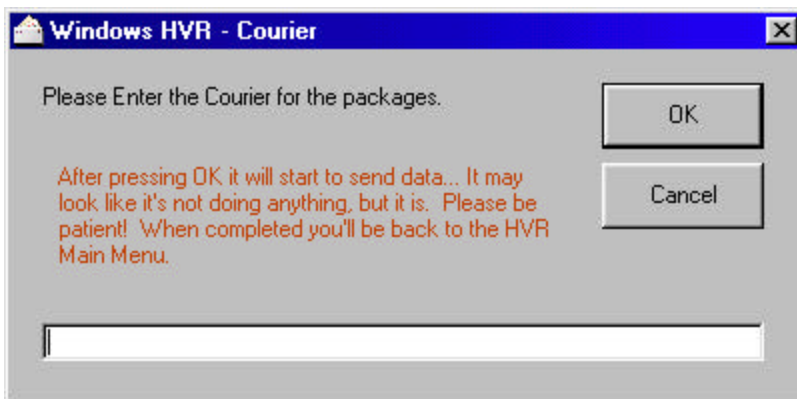 Windows HVR - Courier
Please Enter the Courier for the packages.
OK
After pressing OK it will start to send data... It may
look like it's not doing anything, but it is.  Please be
patient!  When completed you'll be back to the HVR
Main Menu.
Cancel